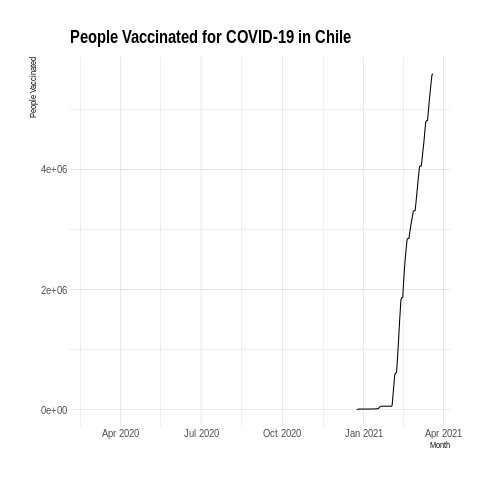 People Vaccinated for COVID-19 in Chile
People Vaccinated
4e+06
2e+06
0e+00
Apr 2020 Jul 2020 Oct 2020 Jan 2021 Apr 2021
Month